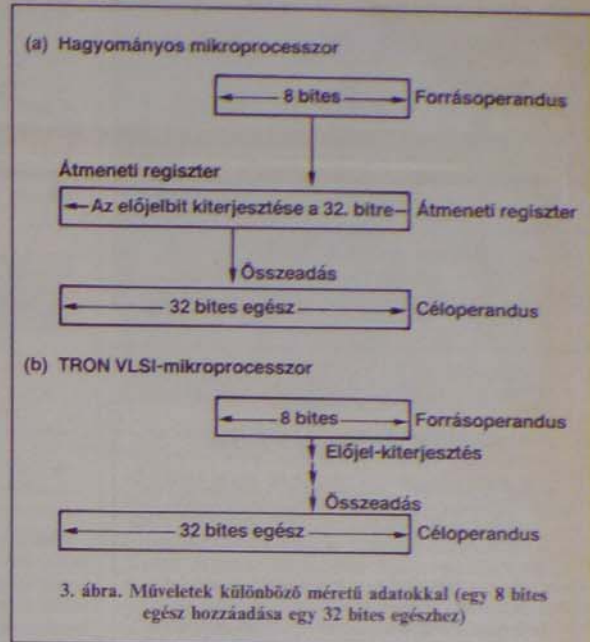 (a) Hagyományos mikroprocesszor
8 bites Forrásoperandus
Átmeneti regiszter
Az előjelbit kiterjesztése a 32. bitre Átmeneti regiszter
Összeadás
32 bites egész Céloperandus
(b) TRON VLSI-mikroprocesszor
8 bites Forrásoperandus
Előjel-kiterjesztés
Összeadás
32 bites egész Céloperandus
3. ábra. Műveletek különböző méretű adatokkal (egy 8 bites
egész hozzáadása egy 32 bites egészhez)